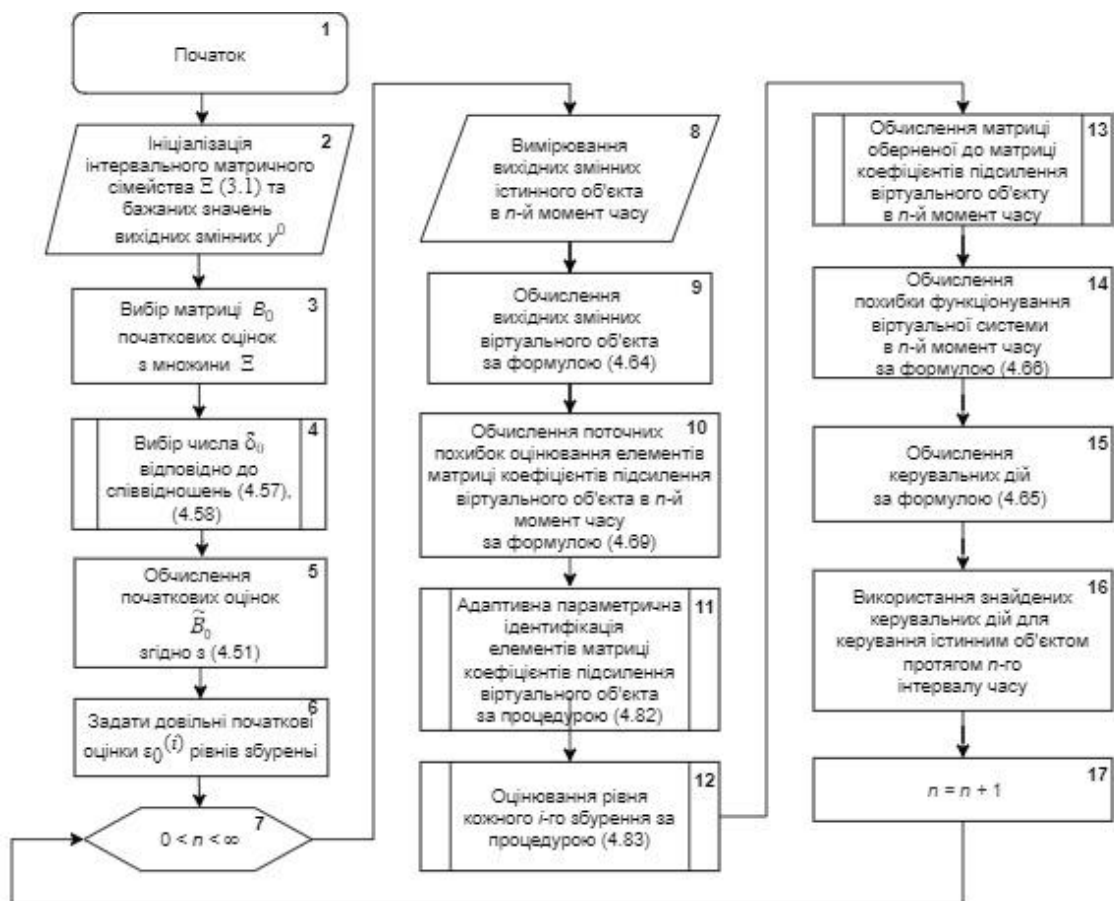 1
Початок
2
Ініціалізація
інтервального матричного
сімейства Ξ (3.1) та
бажаних значень
вихідних змінних y⁰
3
Вибір матриці B₀
початкових оцінок
з множини Ξ
4
Вибір числа δ₀
відповідно до
співвідношень (4.57),
(4.58)
5
Обчислення
початкових оцінок
B̃₀
згідно з (4.51)
6
Задати довільні початкові
оцінки ε₀⁽ⁱ⁾ рівнів збуреньі
7
0 < n < ∞
8
Вимірювання
вихідних змінних
істинного об'єкта
в n-й момент часу
9
Обчислення
вихідних змінних
віртуального об'єкта
за формулою (4.64)
10
Обчислення поточних
похибок оцінювання елементів
матриці коефіцієнтів підсилення
віртуального об'єкта в n-й
момент часу
за формулою (4.69)
11
Адаптивна параметрична
ідентифікація
елементів матриці
коефіцієнтів підсилення
віртуального об'єкта
за процедурою (4.82)
12
Оцінювання рівня
кожного i-го збурення за
процедурою (4.83)
13
Обчислення матриці
оберненої до матриці
коефіцієнтів підсилення
віртуального об'єкту
в n-й момент часу
14
Обчислення
похибки функціонування
віртуальної системи
в n-й момент часу
за формулою (4.66)
15
Обчислення
керувальних дій
за формулою (4.65)
16
Використання знайдених
керувальних дій для
керування істинним об'єктом
протягом n-го
інтервалу часу
17
n = n + 1